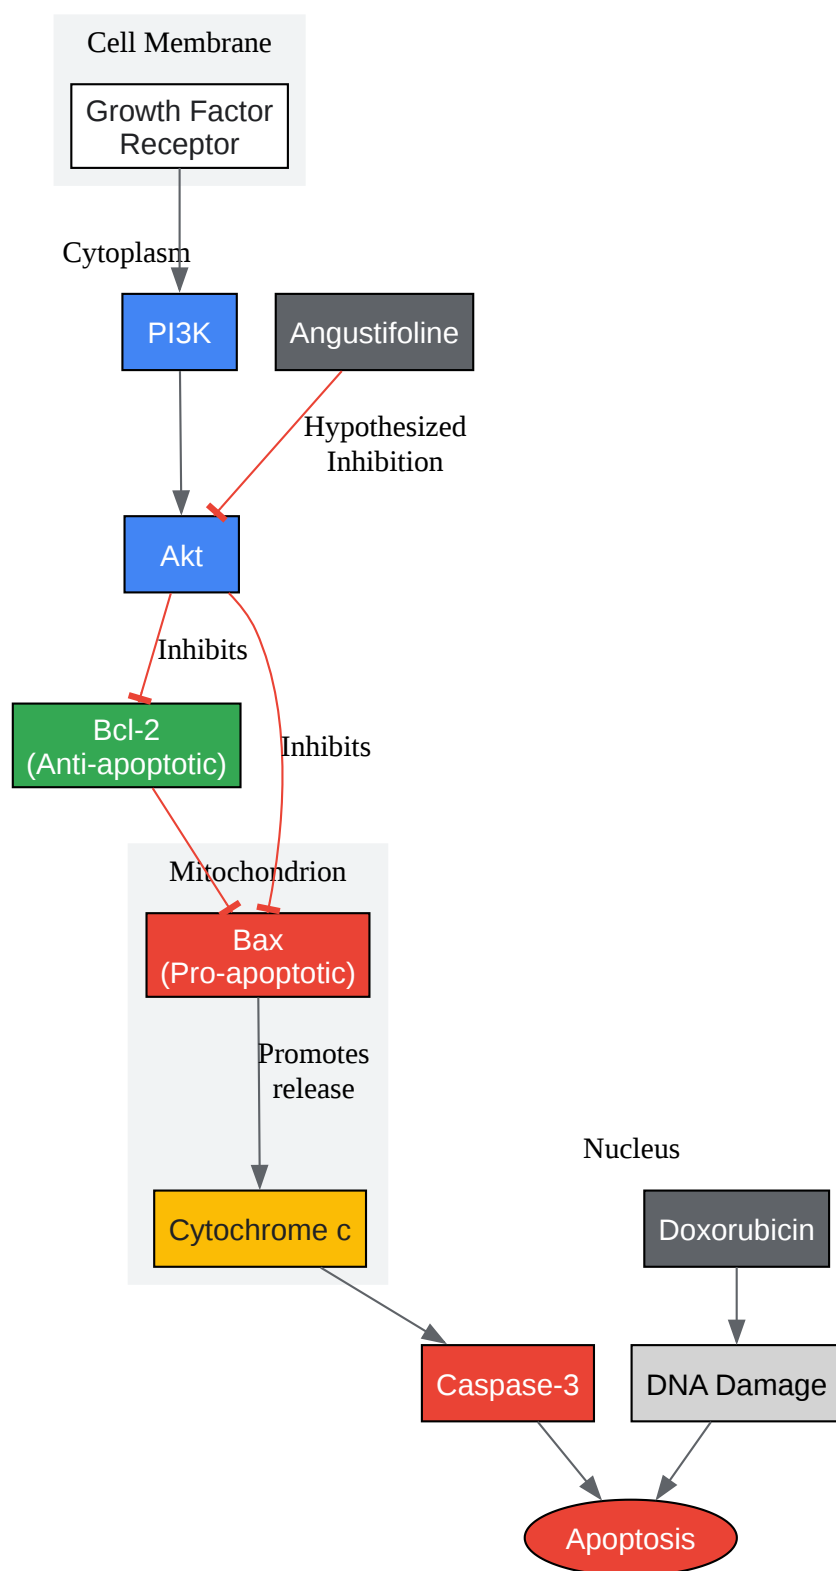 Cell Membrane
Growth Factor
Receptor
Cytoplasm
PI3K
Angustifoline
Hypothesized
Inhibition
Akt
Inhibits
Bcl-2
(Anti-apoptotic)
Inhibits
Mitochondrion
Bax
(Pro-apoptotic)
Promotes
release
Nucleus
Cytochrome c
Doxorubicin
Caspase-3
DNA Damage
Apoptosis